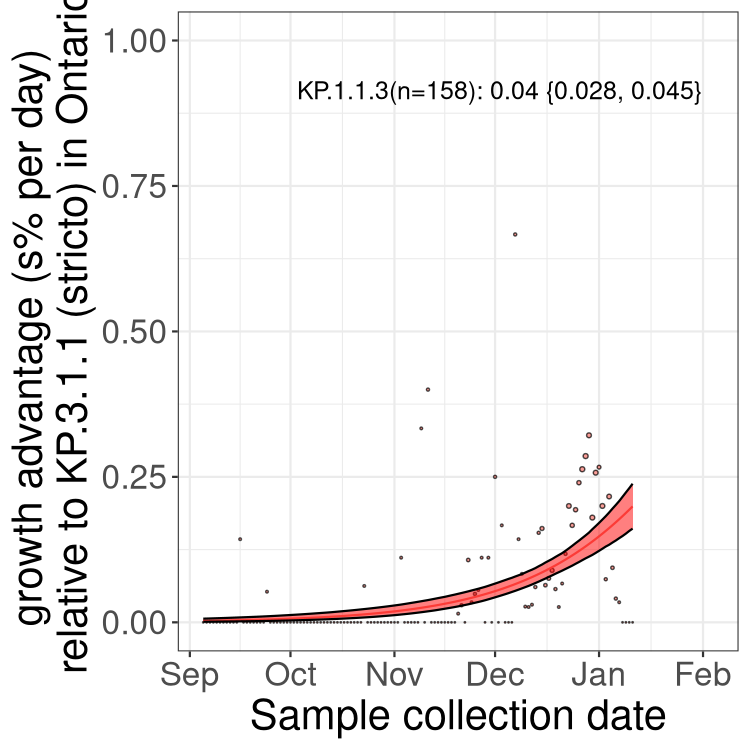 growth advantage (s% per day)
relative to KP.3.1.1 (stricto) in Ontario
1.00
0.75
0.50
0.25
0.00
KP.1.1.3(n=158): 0.04 {0.028, 0.045}
Sep Oct Nov Dec Jan Feb
Sample collection date